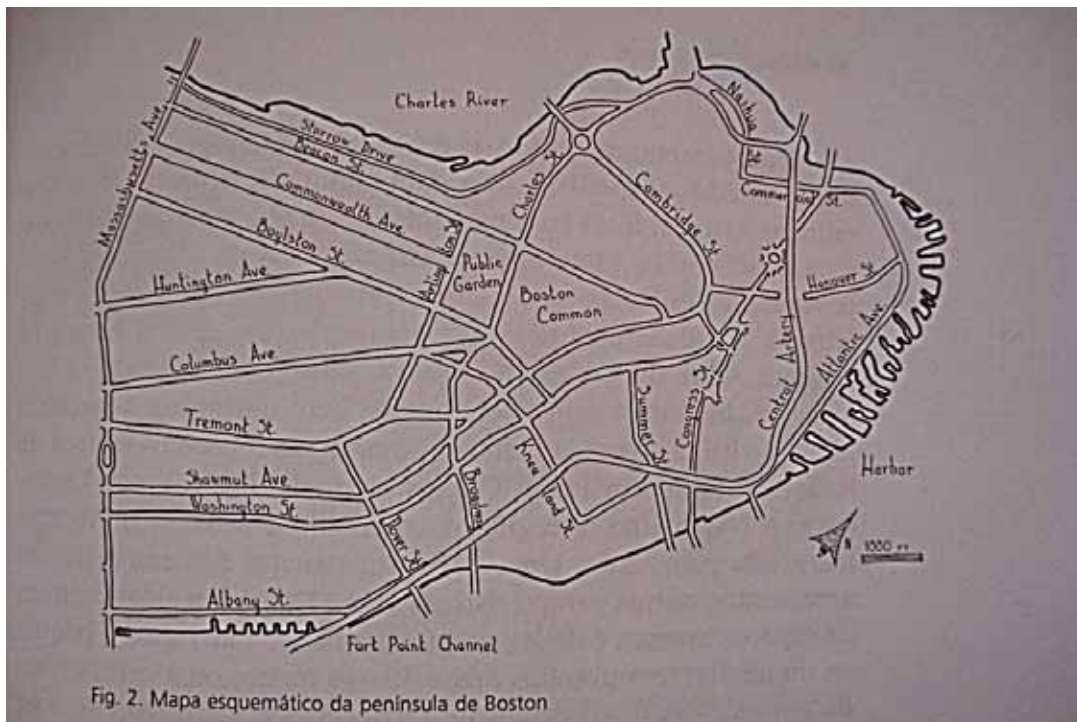 Charles River
Massachusetts Ave.
Storrow Drive
Beacon St.
Commonwealth Ave.
Boylston St.
Huntington Ave
Columbus Ave
Tremont St.
Shawmut Ave
Washington St.
Albany St.
Fort Point Channel
Arlington St
Public
Garden
Boston
Common
Charles St
Cambridge St
Nashua St
Commercial St.
Hanover St
Atlantic Ave.
Central Artery
Congress St
Summer St
Kneeland St.
Broadway
Dover St.
Harbor
N
1000 FT
Fig. 2. Mapa esquemático da península de Boston